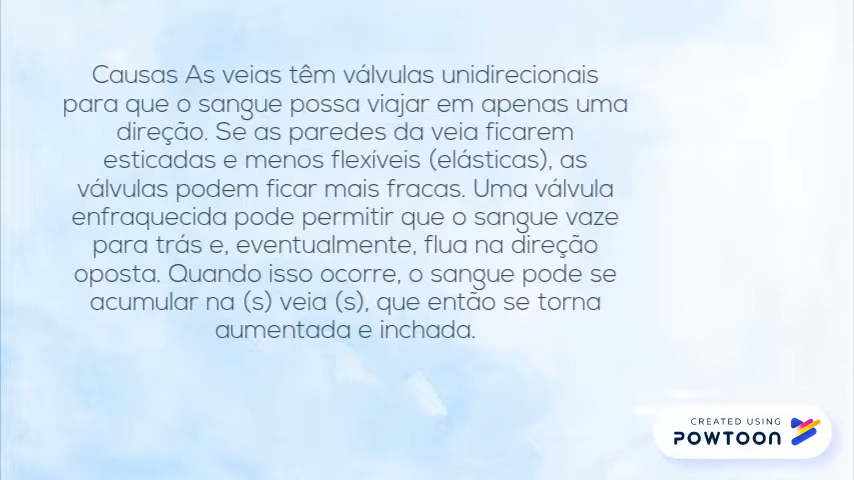 Causas As veias têm válvulas unidirecionais
para que o sangue possa viajar em apenas uma
direção. Se as paredes da veia ficarem
esticadas e menos flexíveis (elásticas), as
válvulas podem ficar mais fracas. Uma válvula
enfraquecida pode permitir que o sangue vaze
para trás e, eventualmente, flua na direção
oposta. Quando isso ocorre, o sangue pode se
acumular na (s) veia (s), que então se torna
aumentada e inchada.
CREATED USING
POWTOON